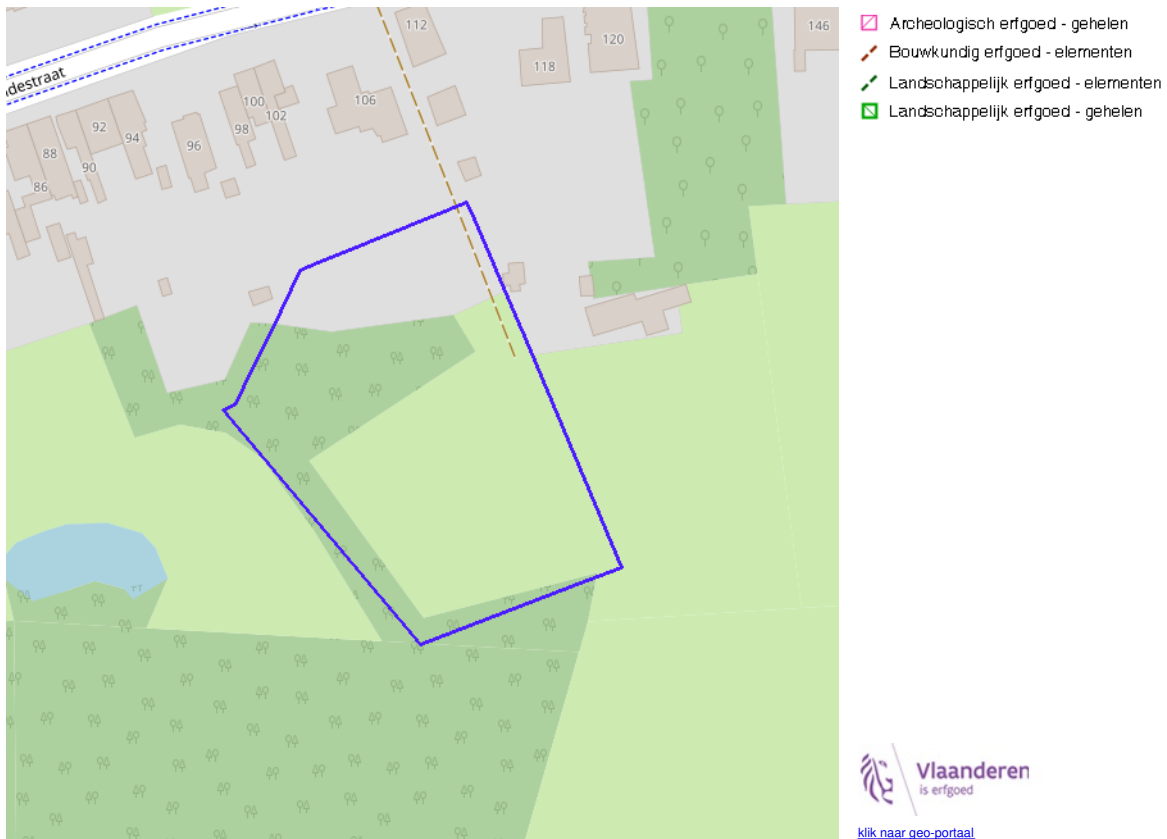 112
120
118
146
destraat
106
100
102
98
92
94
96
88
90
86
Archeologisch erfgoed - gehelen
Bouwkundig erfgoed - elementen
Landschappelijk erfgoed - elementen
Landschappelijk erfgoed - gehelen
Vlaanderen
is erfgoed
klik naar geo-portaal